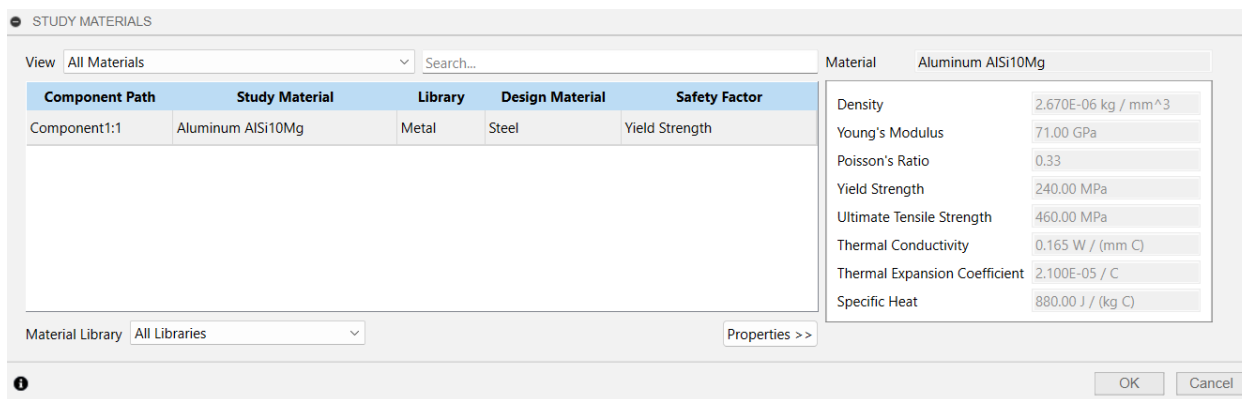 STUDY MATERIALS
View All Materials Search... Material Aluminum AlSi10Mg
Component Path Study Material Library Design Material Safety Factor
Component1:1 Aluminum AlSi10Mg Metal Steel Yield Strength
Density 2.670E-06 kg / mm^3
Young's Modulus 71.00 GPa
Poisson's Ratio 0.33
Yield Strength 240.00 MPa
Ultimate Tensile Strength 460.00 MPa
Thermal Conductivity 0.165 W / (mm C)
Thermal Expansion Coefficient 2.100E-05 / C
Specific Heat 880.00 J / (kg C)
Material Library All Libraries Properties >>
OK Cancel